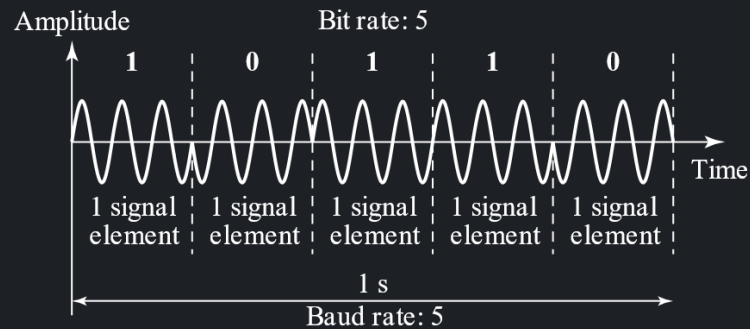 Amplitude
Bit rate: 5
1 0 1 1 0
Time
1 signal element
1 signal element
1 signal element
1 signal element
1 signal element
1 s
Baud rate: 5